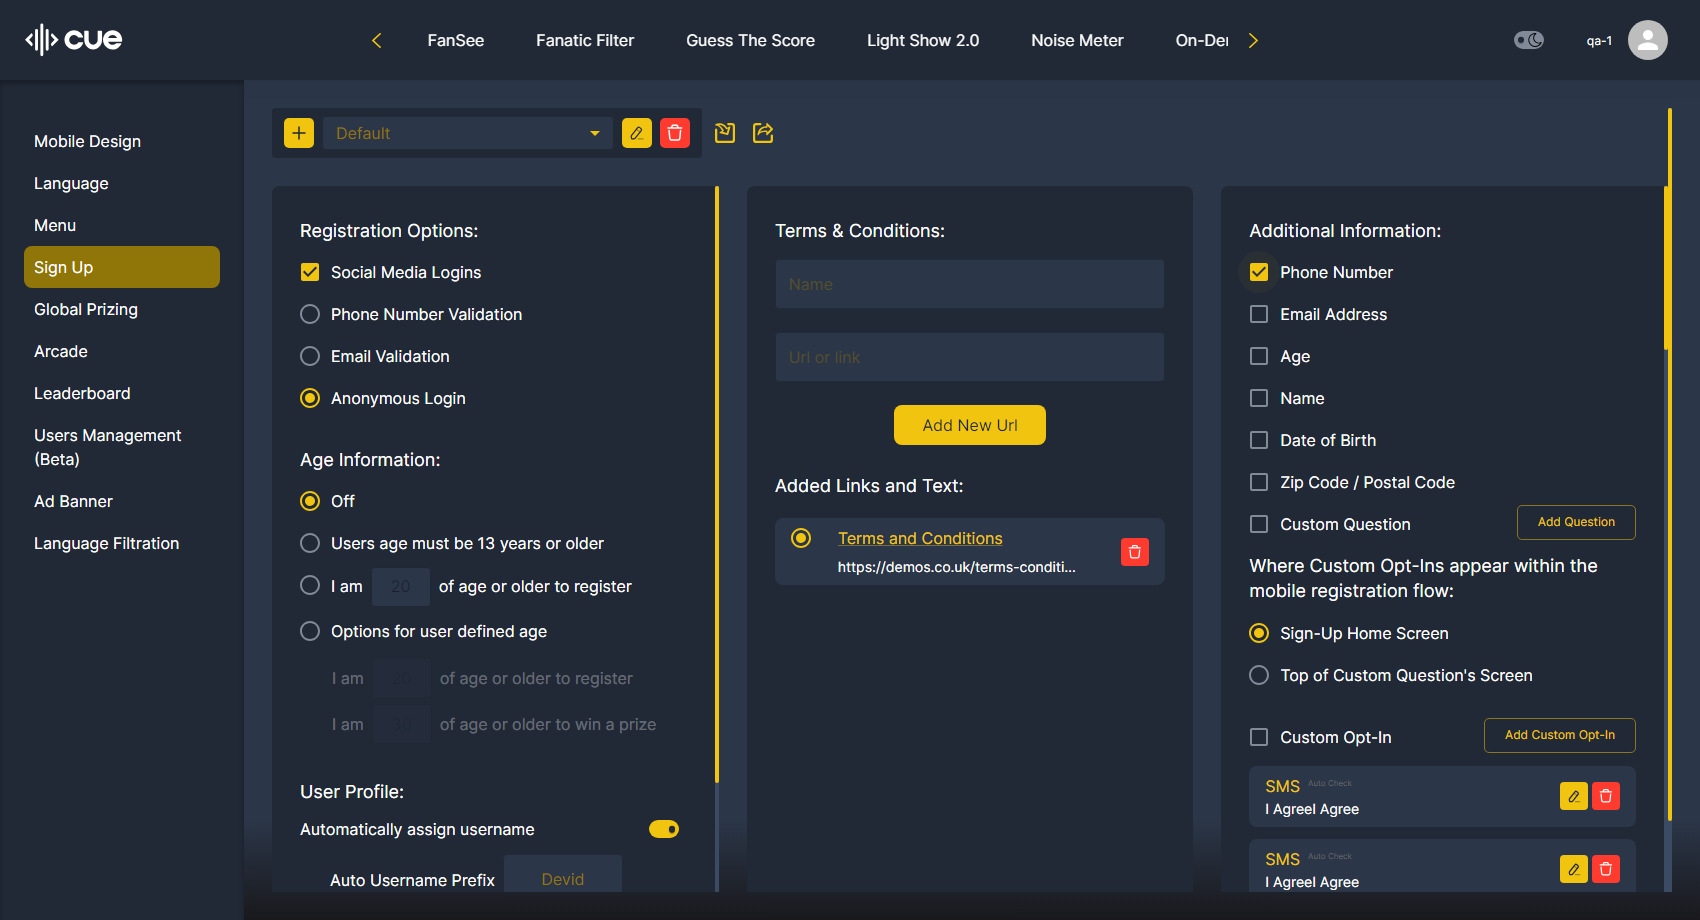 cue
FanSee
Fanatic Filter
Guess The Score
Light Show 2.0
Noise Meter
On-De
qa-1
Mobile Design
Language
Menu
Sign Up
Global Prizing
Arcade
Leaderboard
Users Management
(Beta)
Ad Banner
Language Filtration
Default
Registration Options:
Social Media Logins
Phone Number Validation
Email Validation
Anonymous Login
Age Information:
Off
Users age must be 13 years or older
I am 20 of age or older to register
Options for user defined age
I am 20 of age or older to register
I am 30 of age or older to win a prize
User Profile:
Automatically assign username
Auto Username Prefix Devid
Terms & Conditions:
Name
Url or link
Add New Url
Added Links and Text:
Terms and Conditions
https://demos.co.uk/terms-conditi...
Additional Information:
Phone Number
Email Address
Age
Name
Date of Birth
Zip Code / Postal Code
Custom Question Add Question
Where Custom Opt-Ins appear within the
mobile registration flow:
Sign-Up Home Screen
Top of Custom Question's Screen
Custom Opt-In Add Custom Opt-In
SMS Auto Check
I AgreeI Agree
SMS Auto Check
I AgreeI Agree